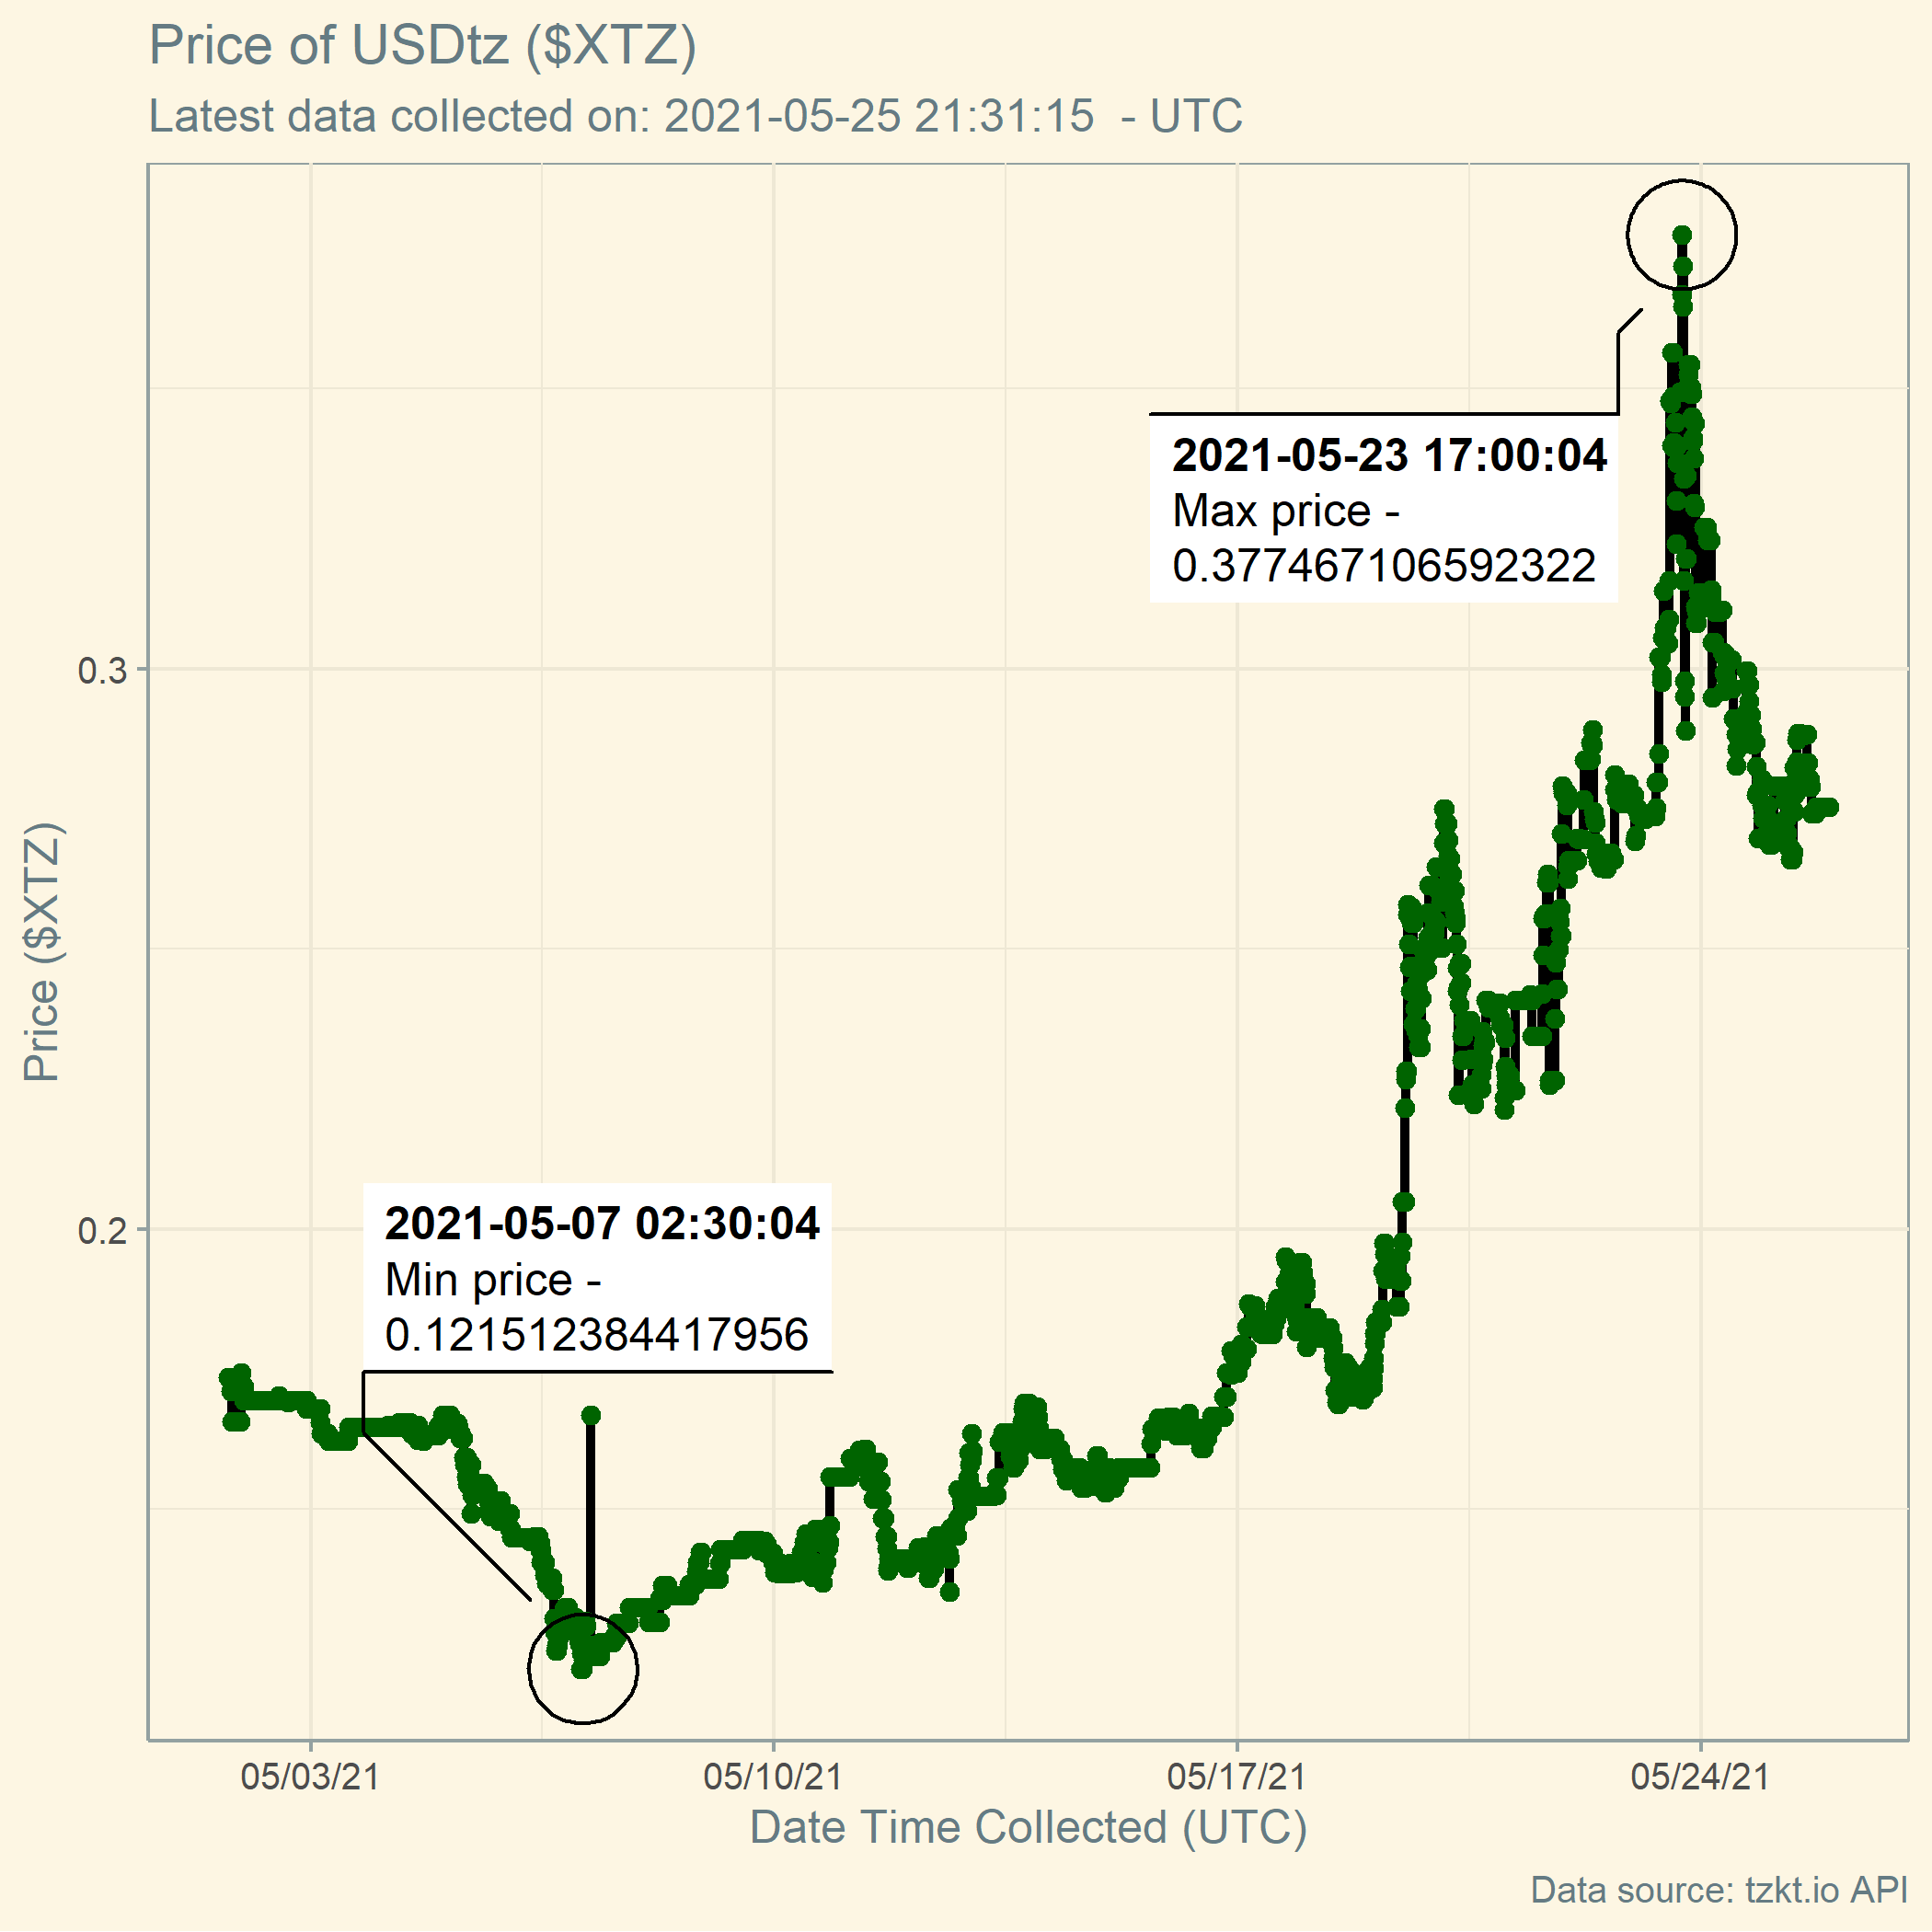 Price of USDtz ($XTZ)
Latest data collected on: 2021-05-25 21:31:15  - UTC
2021-05-23 17:00:04
Max price -
0.377467106592322
0.3
Price ($XTZ)
0.2
2021-05-07 02:30:04
Min price -
0.121512384417956
05/03/21
05/10/21
05/17/21
05/24/21
Date Time Collected (UTC)
Data source: tzkt.io API